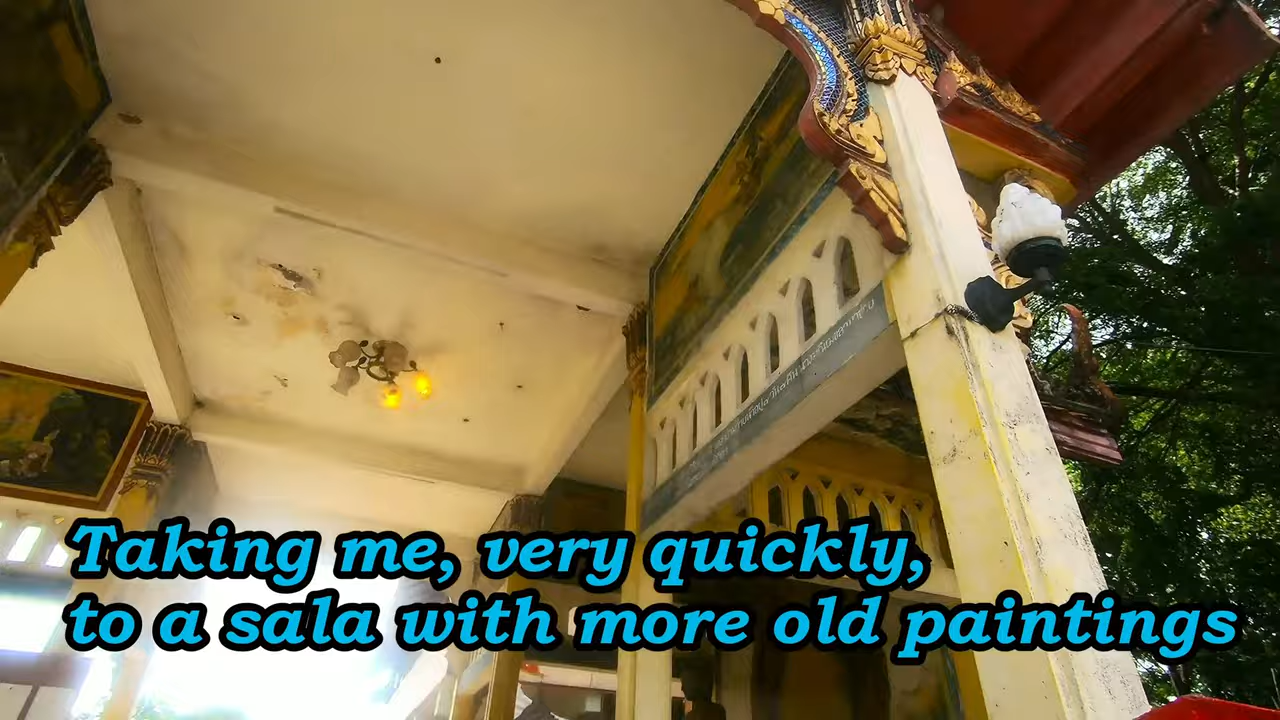 Taking me, very quickly,
to a sala with more old paintings